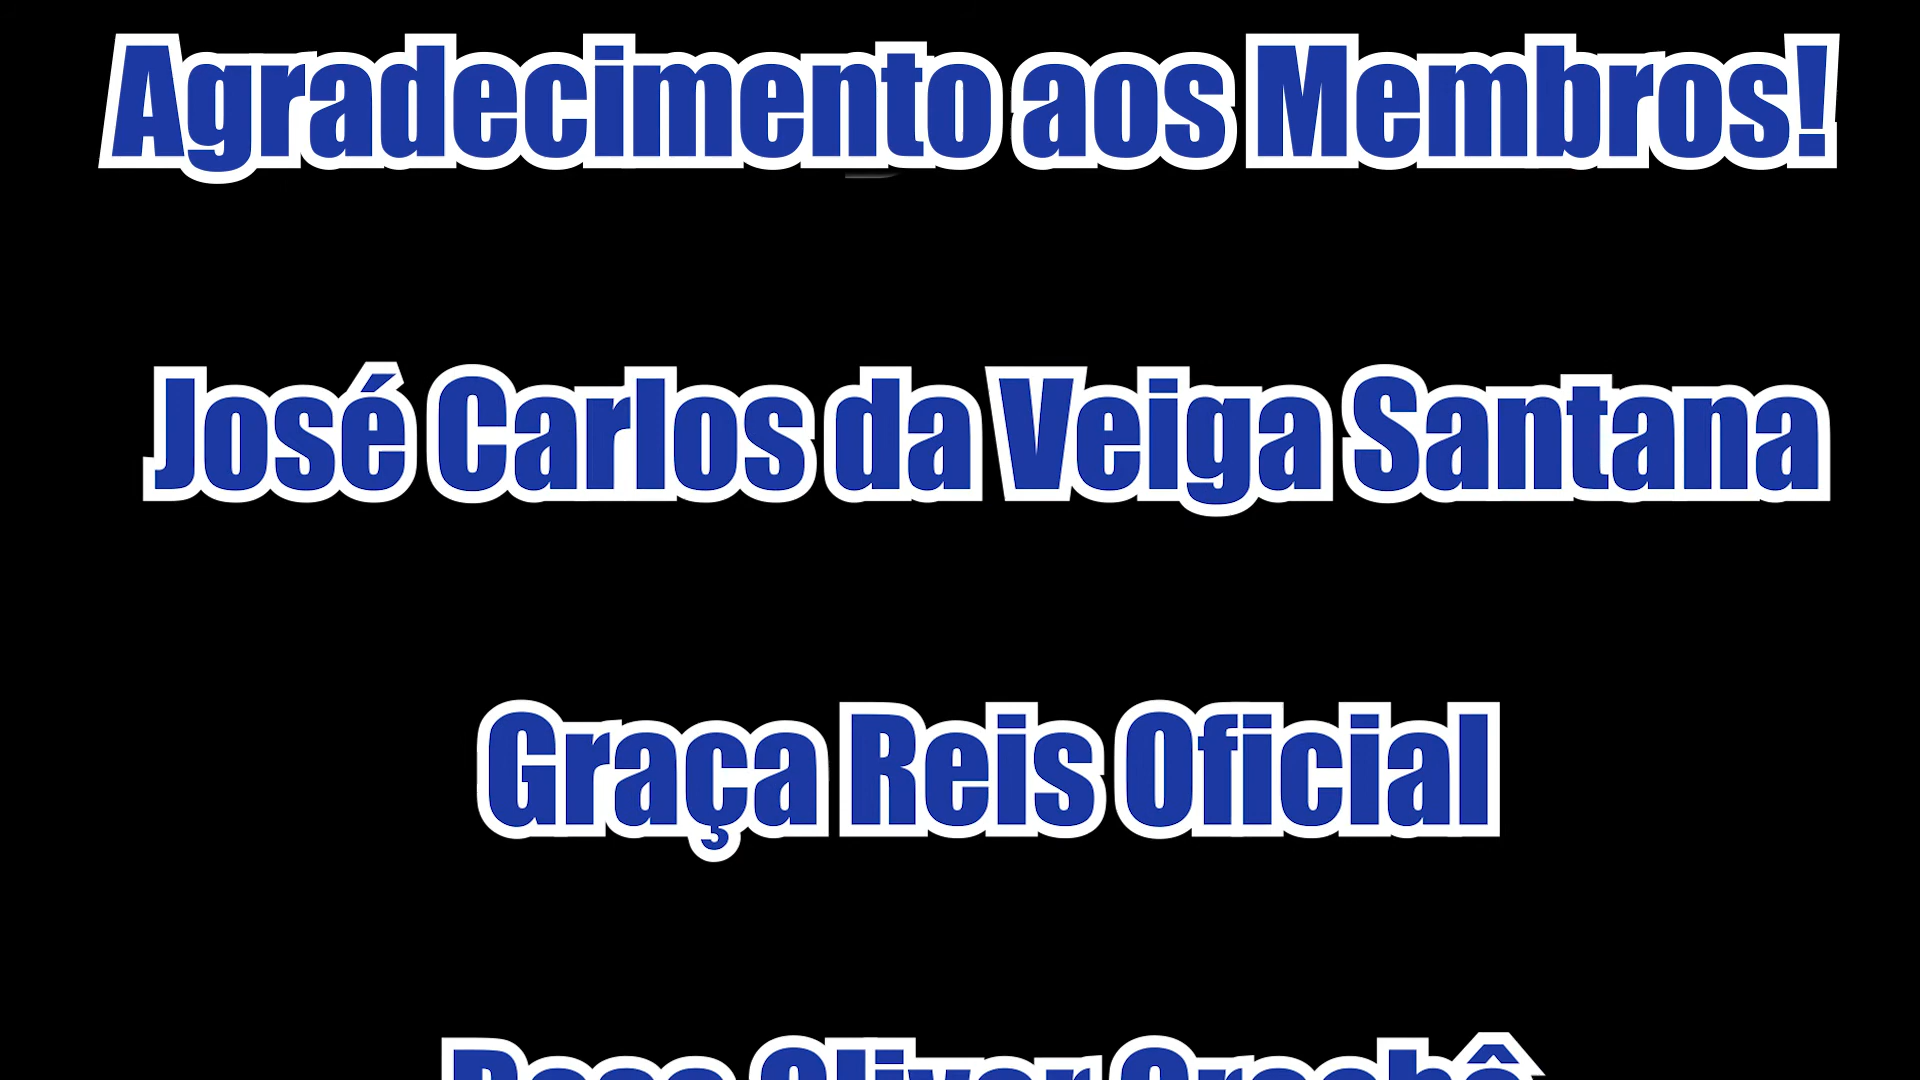 Agradecimento aos Membros!
José Carlos da Veiga Santana
Graça Reis Oficial